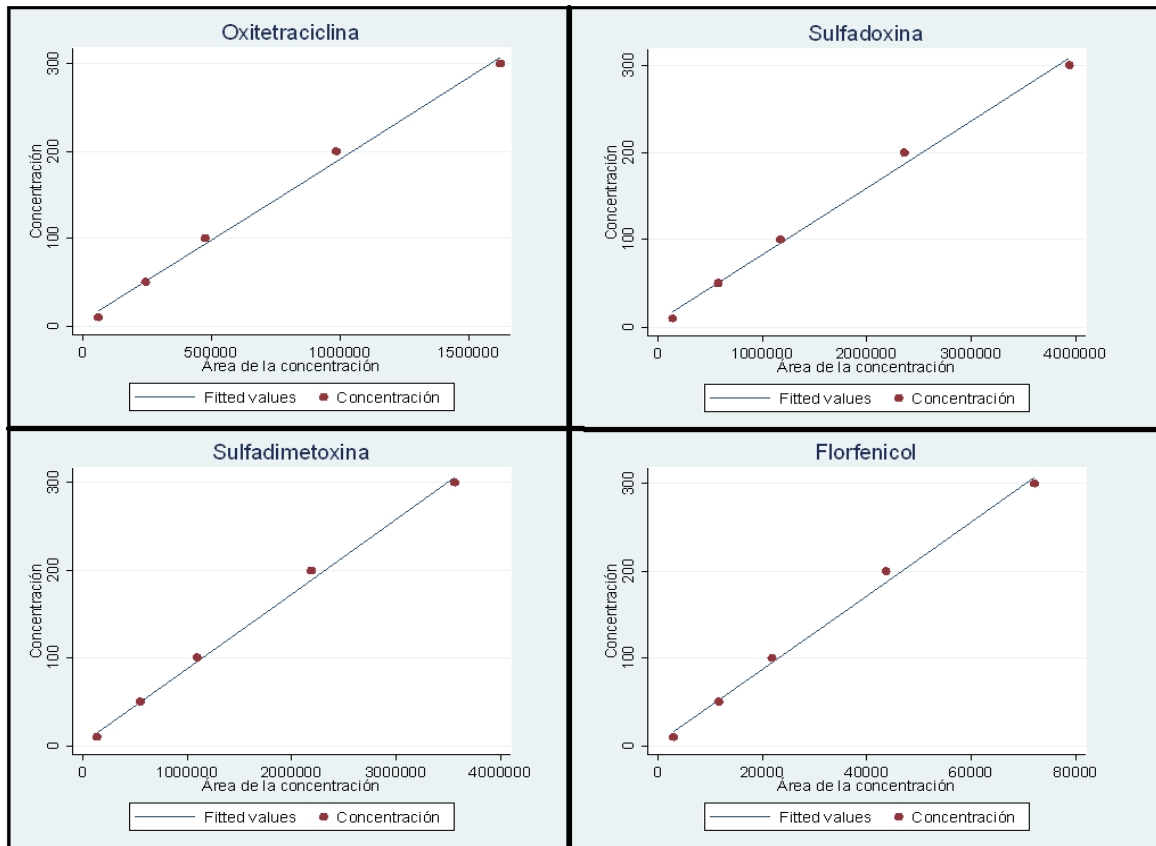 Oxitetraciclina
Concentración
300
200
100
0
0 500000 1000000 1500000
Área de la concentración
Fitted values Concentración
Sulfadoxina
Concentración
300
200
100
0
0 1000000 2000000 3000000 4000000
Área de la concentración
Fitted values Concentración
Sulfadimetoxina
Concentración
300
200
100
0
0 1000000 2000000 3000000 4000000
Área de la concentración
Fitted values Concentración
Florfenicol
Concentración
300
200
100
0
0 20000 40000 60000 80000
Área de la concentración
Fitted values Concentración